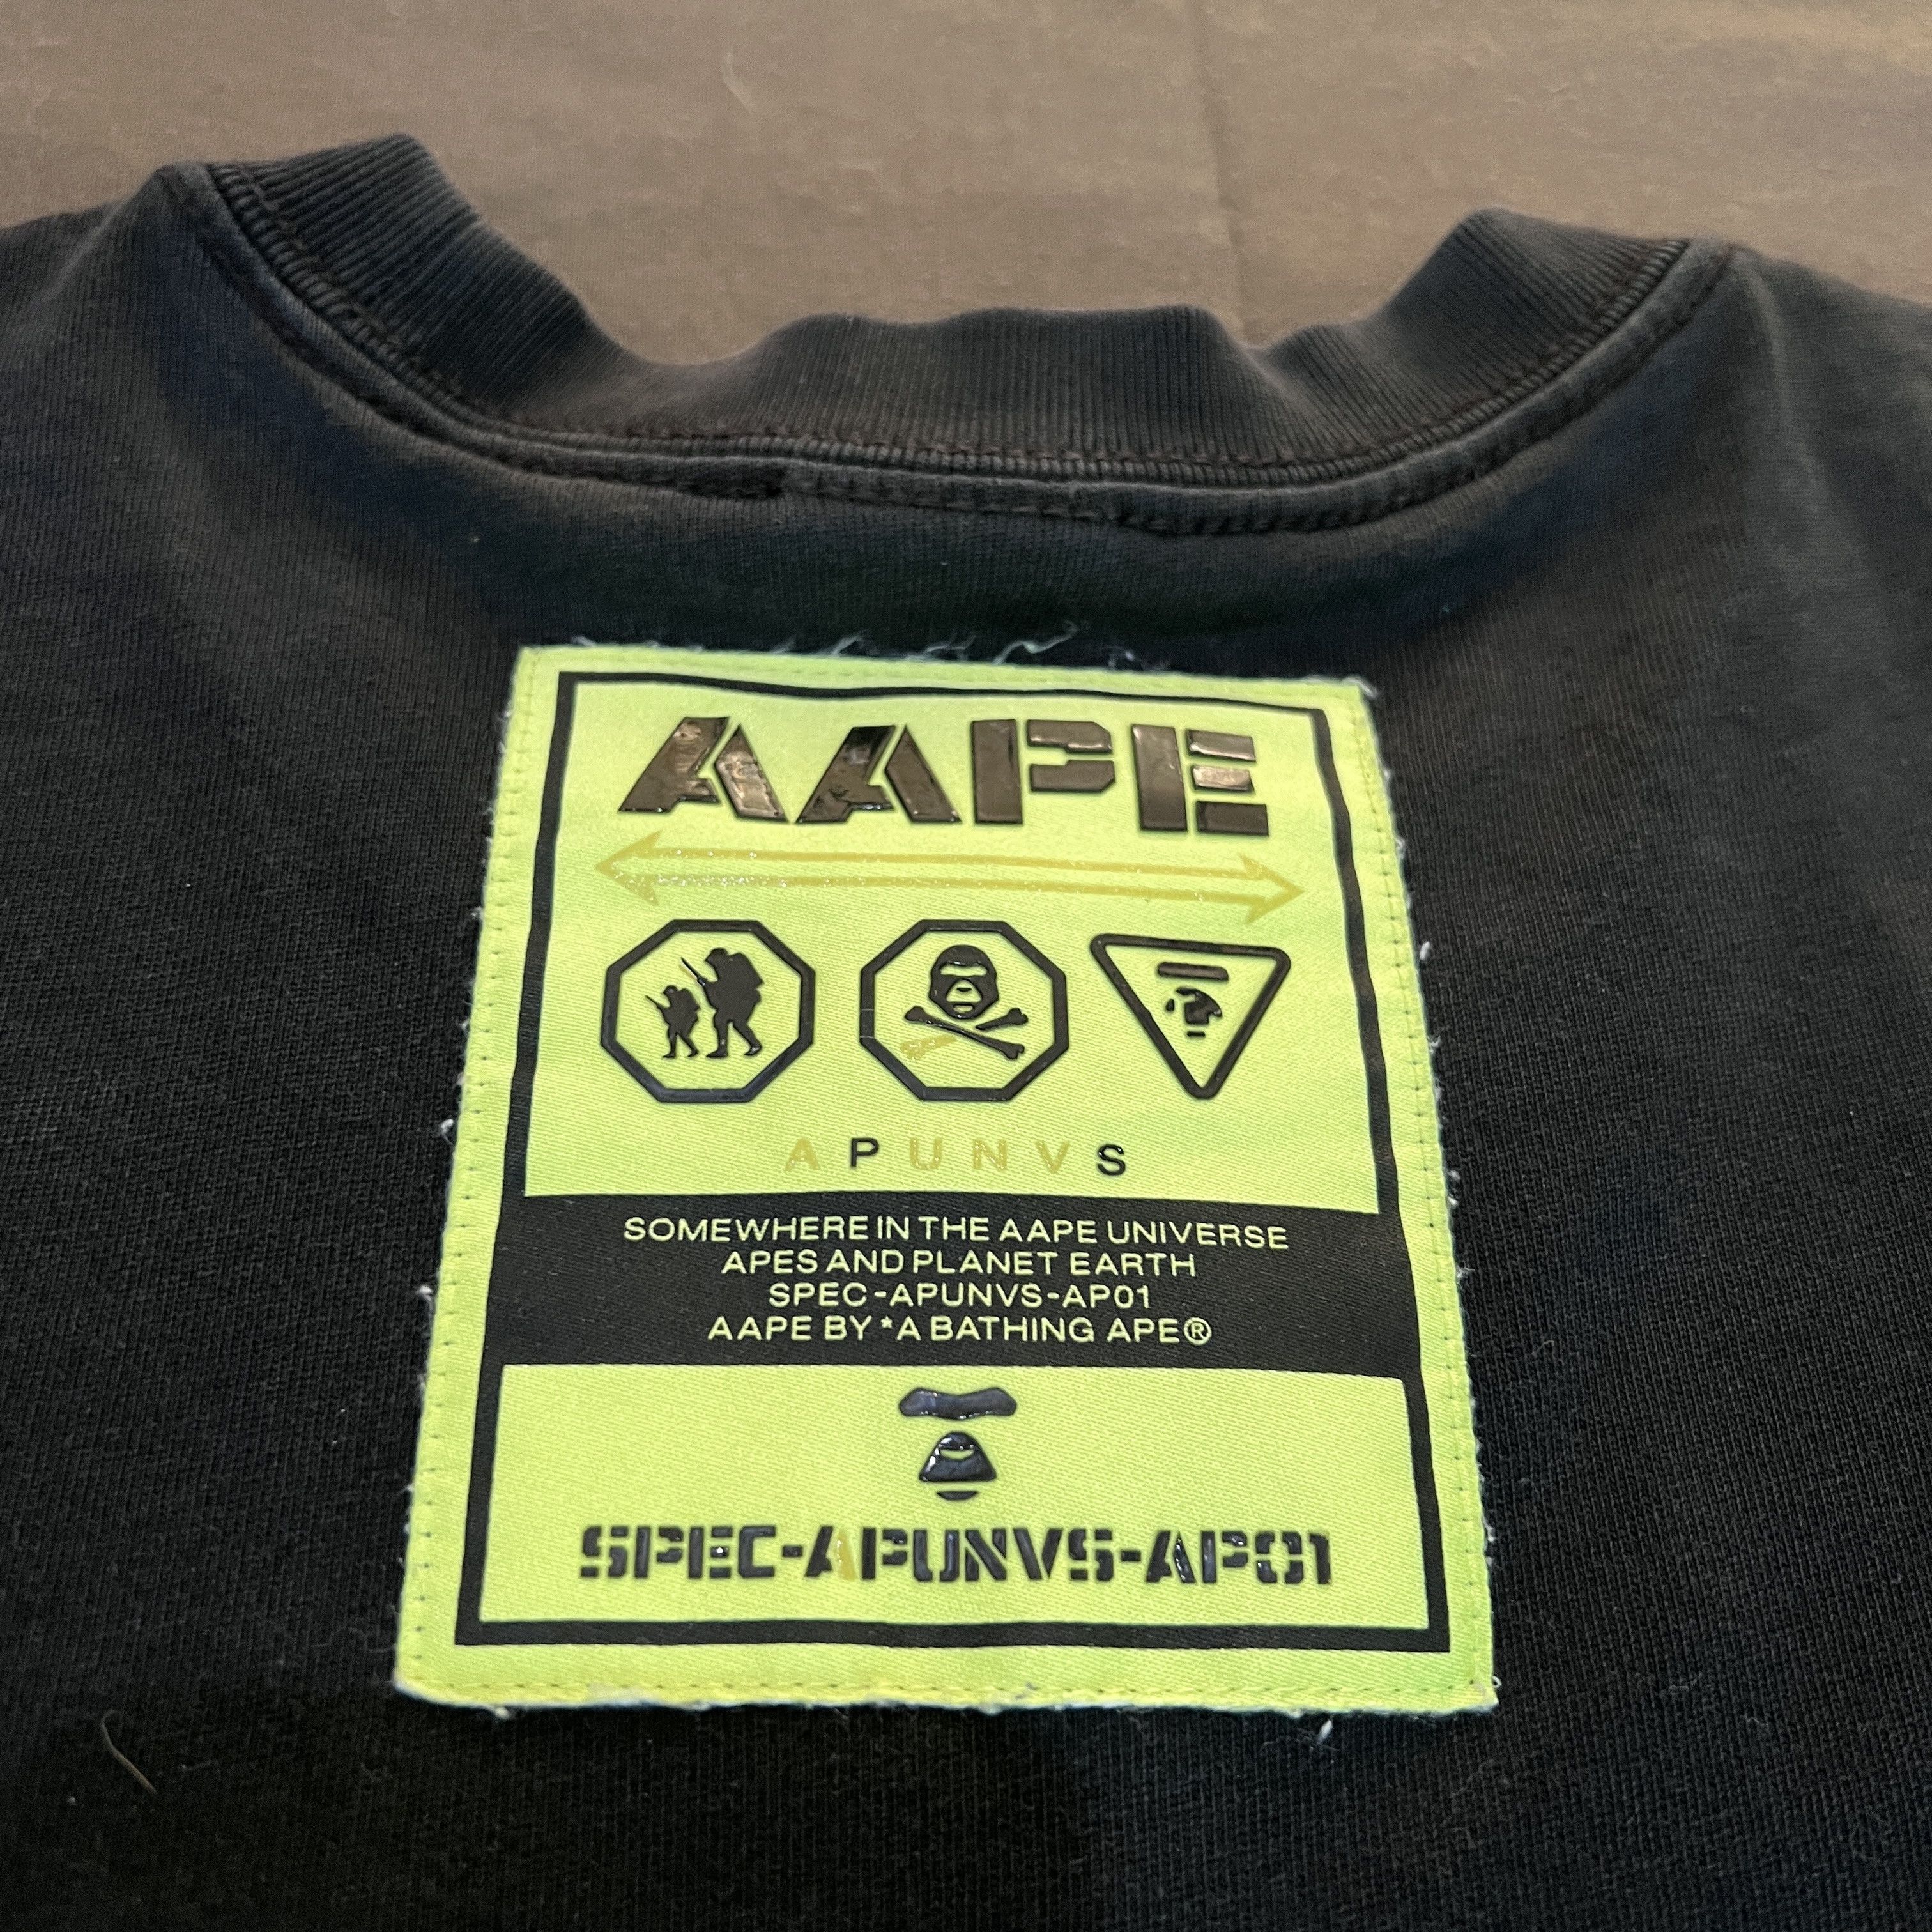 AAPE
APUNVS
SOMEWHERE IN THE AAPE UNIVERSE
APES AND PLANET EARTH
SPEC-APUNVS-AP01
AAPE BY *A BATHING APE®
SPEC-APUNVS-AP01